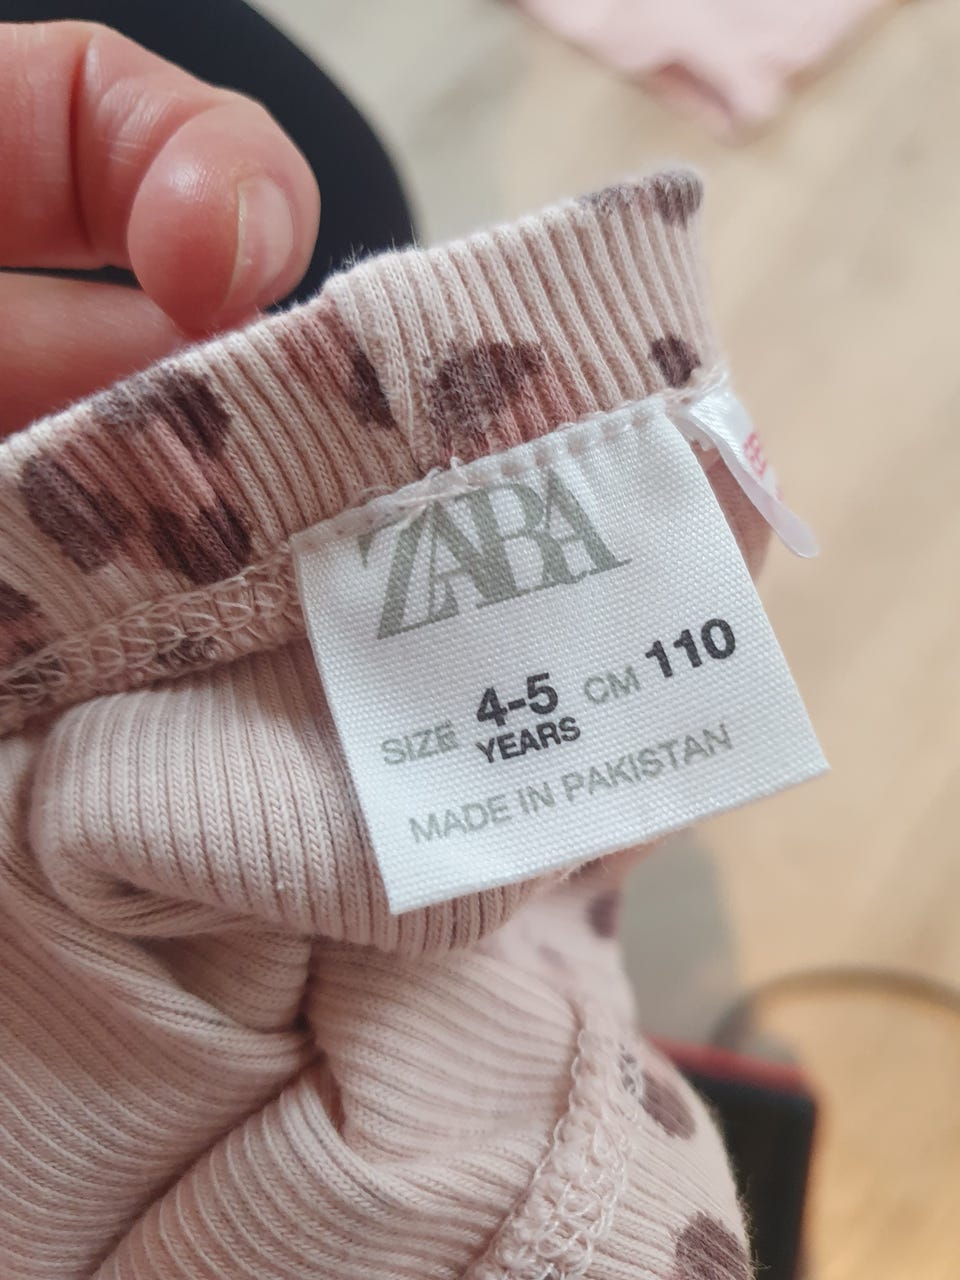 ZARA
SIZE 4-5 YEARS CM 110
MADE IN PAKISTAN